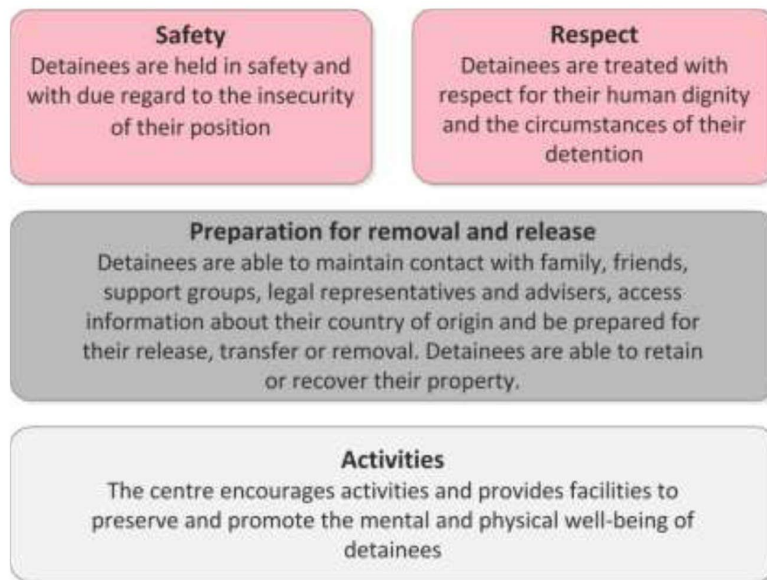 Safety
Detainees are held in safety and
with due regard to the insecurity
of their position
Respect
Detainees are treated with
respect for their human dignity
and the circumstances of their
detention
Preparation for removal and release
Detainees are able to maintain contact with family, friends,
support groups, legal representatives and advisers, access
information about their country of origin and be prepared for
their release, transfer or removal. Detainees are able to retain
or recover their property.
Activities
The centre encourages activities and provides facilities to
preserve and promote the mental and physical well-being of
detainees